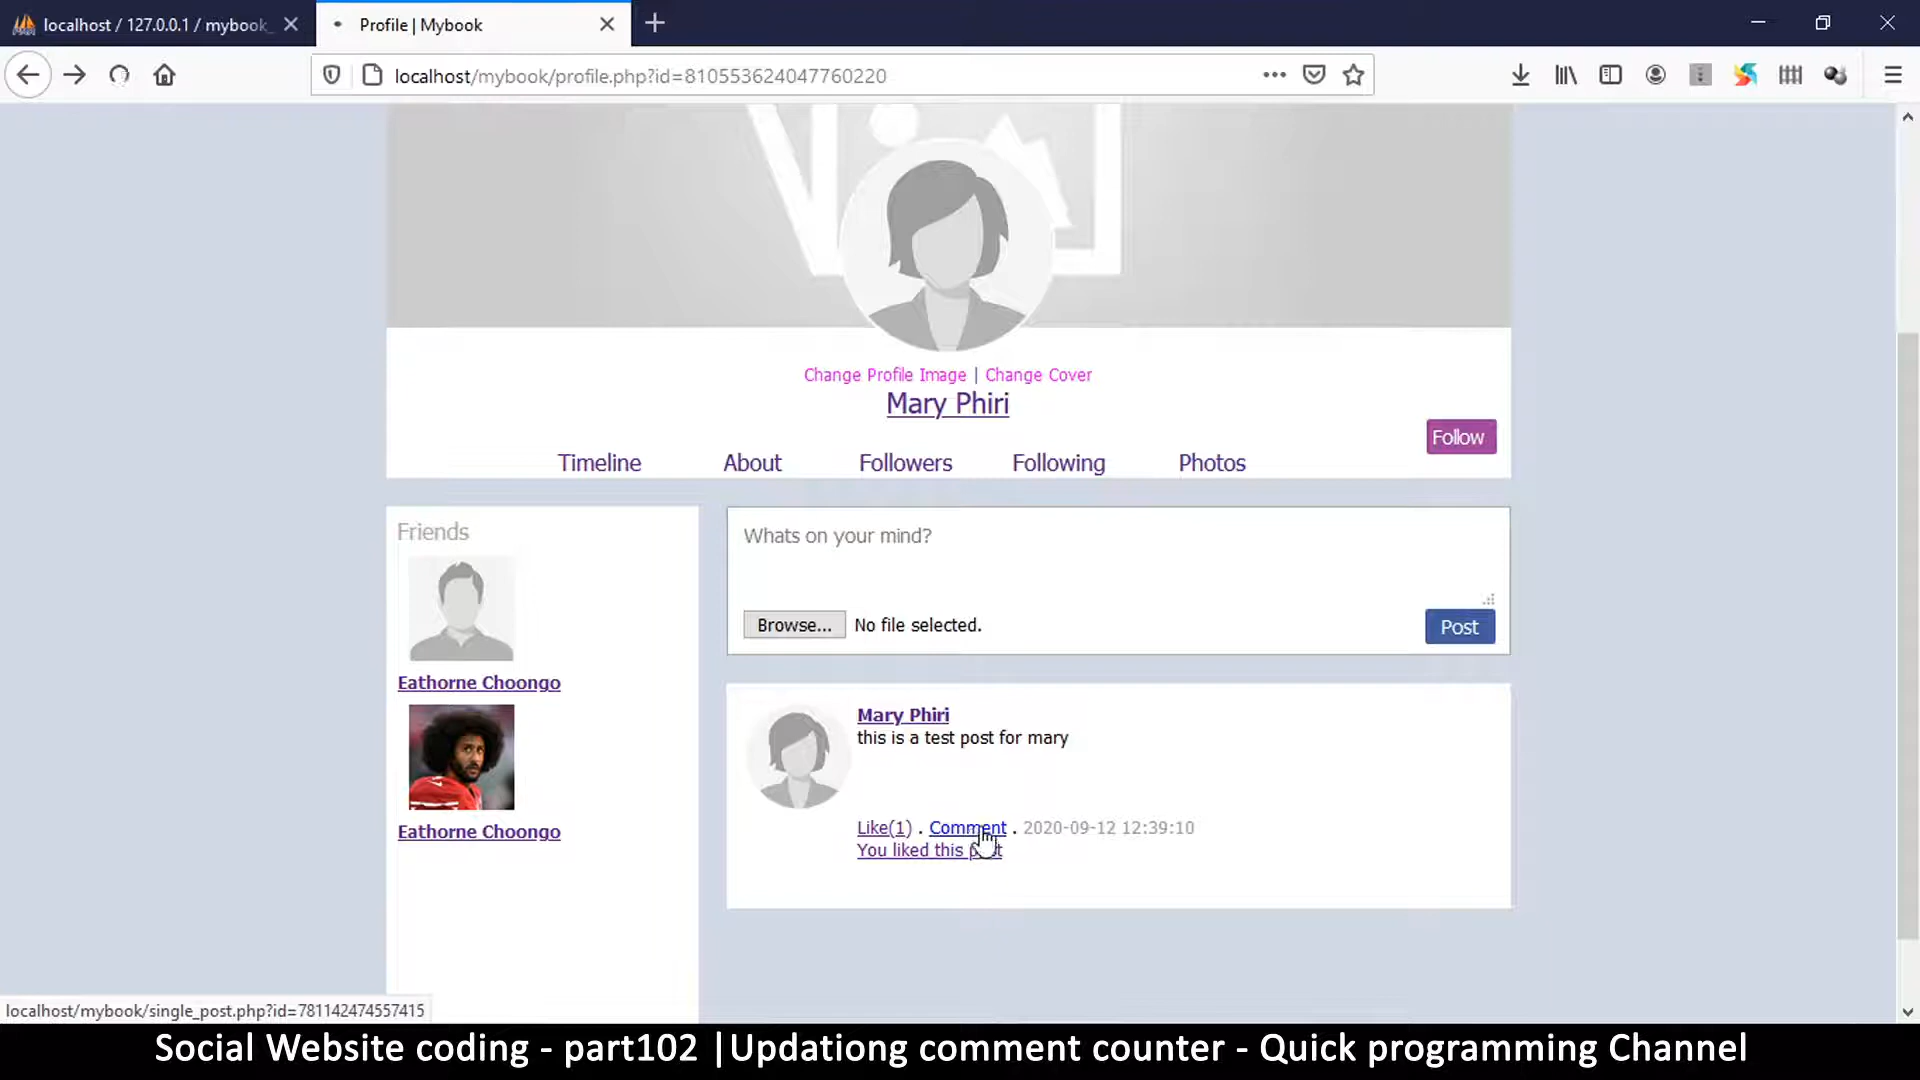 localhost / 127.0.0.1 / mybook_
Profile | Mybook
localhost/mybook/profile.php?id=810553624047760220
Change Profile Image | Change Cover
Mary Phiri
Follow
Timeline About Followers Following Photos
Friends
Eathorne Choongo
Eathorne Choongo
Whats on your mind?
Browse... No file selected.
Post
Mary Phiri
this is a test post for mary
Like(1) . Comment . 2020-09-12 12:39:10
You liked this post
localhost/mybook/single_post.php?id=781142474557415
Social Website coding - part102 |Updationg comment counter - Quick programming Channel